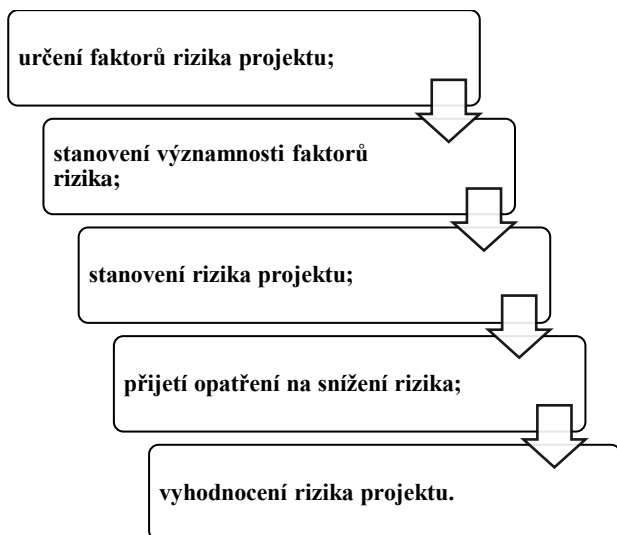 určení faktorů rizika projektu;
stanovení významnosti faktorů
rizika;
stanovení rizika projektu;
přijetí opatření na snížení rizika;
vyhodnocení rizika projektu.